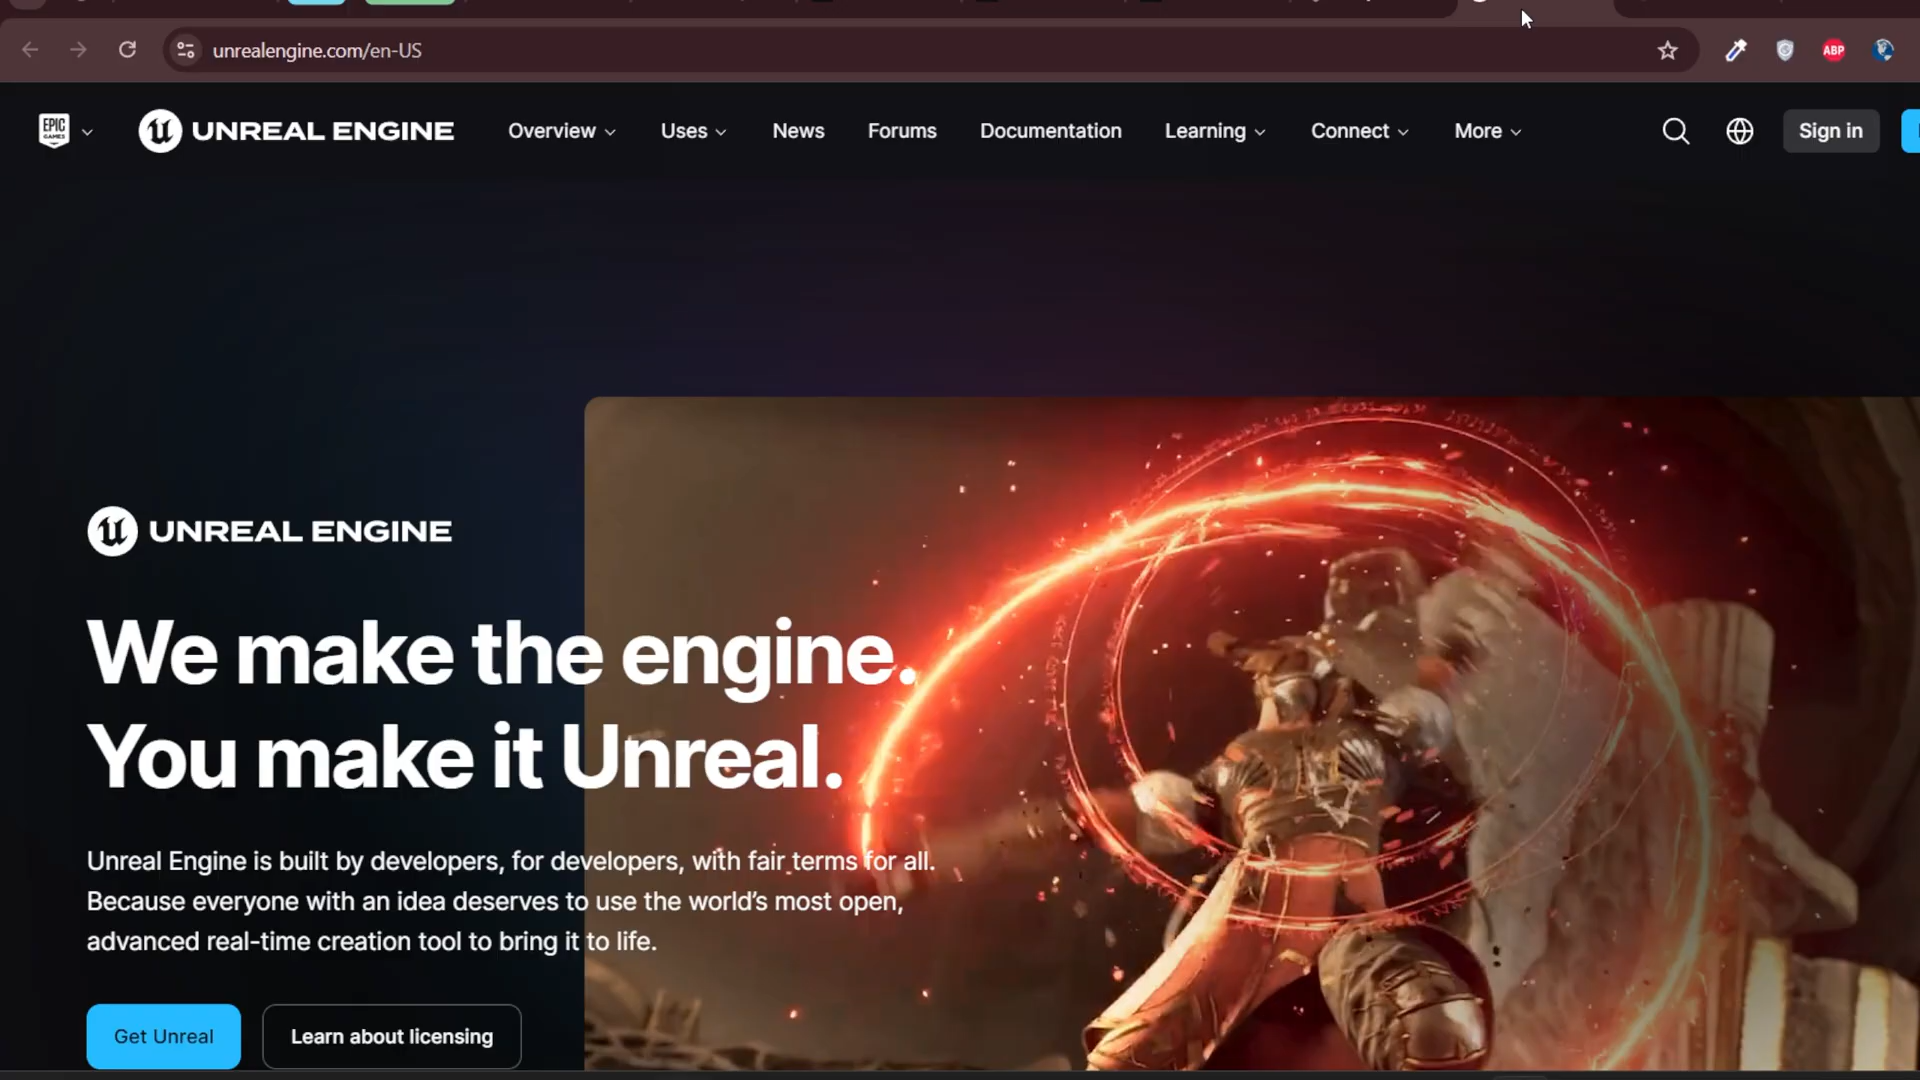 unrealengine.com/en-US
ABP
EPIC GAMES
UNREAL ENGINE
Overview
Uses
News
Forums
Documentation
Learning
Connect
More
Sign in
UNREAL ENGINE
We make the engine.
You make it Unreal.
Unreal Engine is built by developers, for developers, with fair terms for all.
Because everyone with an idea deserves to use the world’s most open,
advanced real-time creation tool to bring it to life.
Get Unreal
Learn about licensing